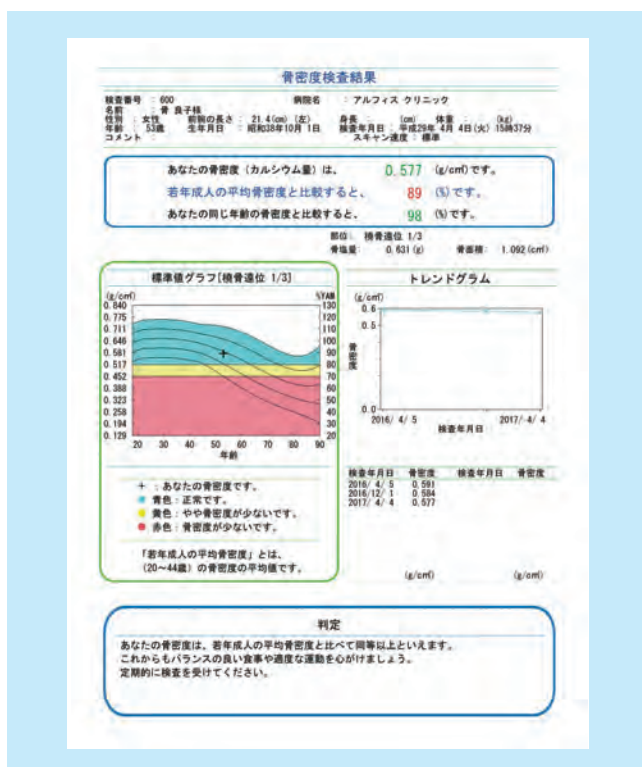 骨密度検査結果
検査番号 : 600 病院名 : アルフィス クリニック
名前 : 骨 良子様
性別 : 女性 前腕の長さ : 21.4(cm) (左) 身長 : (cm) 体重 : (kg)
年齢 : 53歳 生年月日 : 昭和38年10月 1日 検査年月日 : 平成29年 4月 4日(火) 15時37分
コメント : スキャン速度 : 標準
あなたの骨密度(カルシウム量)は、 0.577 (g/cm²)です。
若年成人の平均骨密度と比較すると、 89 (%)です。
あなたの同じ年齢の骨密度と比較すると、 98 (%)です。
部位: 橈骨遠位 1/3
骨塩量: 0.631(g) 骨面積: 1.092(cm²)
標準値グラフ[橈骨遠位 1/3]
(g/cm²) %YAM
0.840 130
0.775 120
0.711 110
0.646 100
0.581 90
0.517 80
0.452 70
0.388 60
0.323 50
0.258 40
0.194 30
0.129 20
20 30 40 50 60 70 80 90
年齢
+ :あなたの骨密度です。
青色:正常です。
黄色:やや骨密度が少ないです。
赤色:骨密度が少ないです。
「若年成人の平均骨密度」とは、
(20~44歳)の骨密度の平均値です。
トレンドグラム
(g/cm²)
0.6
0.5
骨密度
0.0
2016/ 4/ 5 2017/ 4/ 4
検査年月日
検査年月日 骨密度 検査年月日 骨密度
2016/ 4/ 5 0.591
2016/12/ 1 0.584
2017/ 4/ 4 0.577
(g/cm²) (g/cm²)
判定
あなたの骨密度は、若年成人の平均骨密度と比べて同等以上といえます。
これからもバランスの良い食事や適度な運動を心がけましょう。
定期的に検査を受けてください。